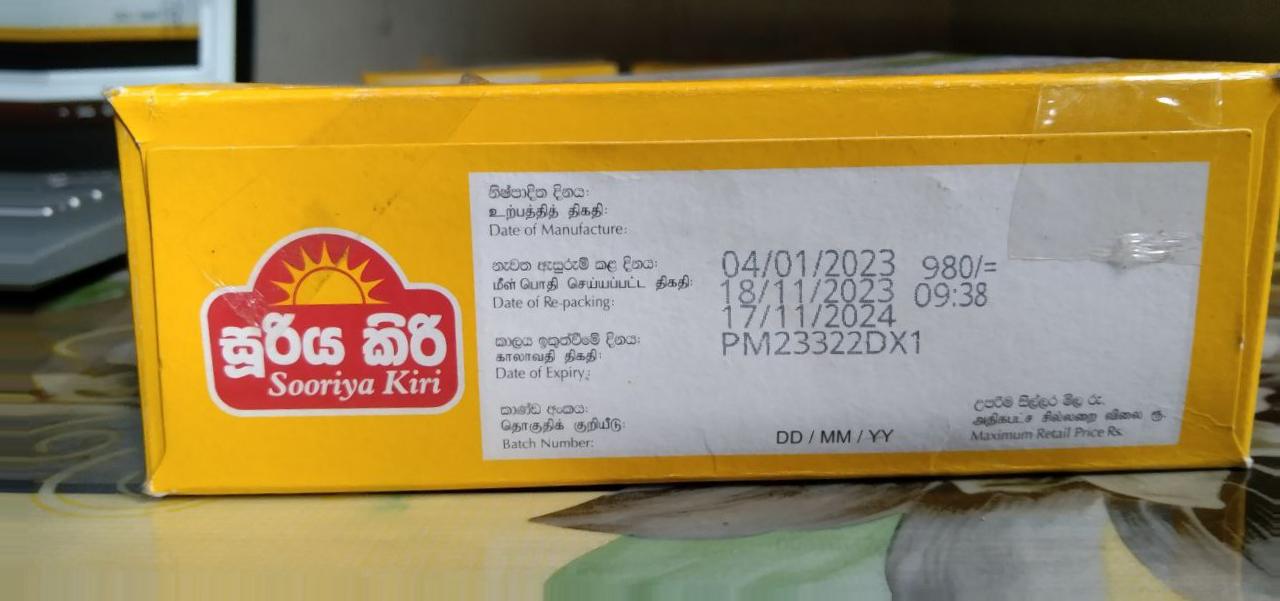 සූරිය කිරි
Sooriya Kiri
නිෂ්පාදිත දිනය:
உற்பத்தித் திகதி:
Date of Manufacture:
නැවත ඇසුරුම් කළ දිනය:
மீள் பொதி செய்யப்பட்ட திகதி:
Date of Re-packing:
කාලය ඉකුත්වීමේ දිනය:
காலாவதி திகதி:
Date of Expiry:
කාණ්ඩ අංකය:
தொகுதிக் குறியீடு:
Batch Number:
04/01/2023 980/=
18/11/2023 09:38
17/11/2024
PM23322DX1
DD / MM / YY
උපරිම සිල්ලර මිල රු.
அதிகபட்ச சில்லறை விலை ரூ.
Maximum Retail Price Rs.